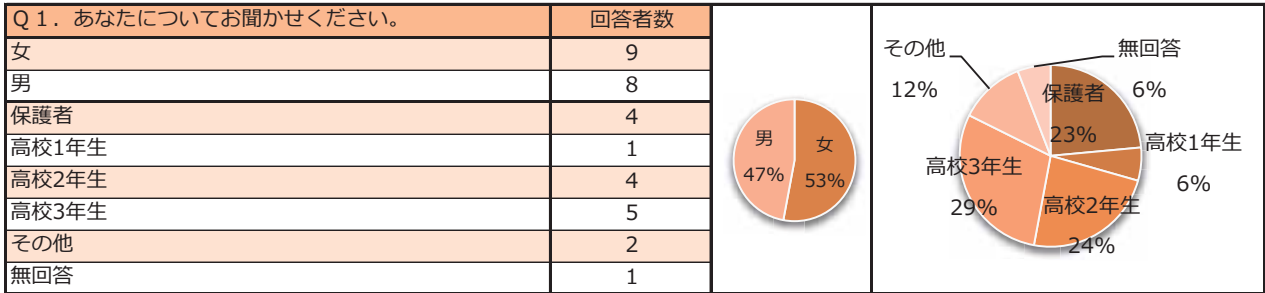 Q1. あなたについてお聞かせください。 回答者数
女 9
男 8
保護者 4
高校1年生 1
高校2年生 4
高校3年生 5
その他 2
無回答 1
男
47%
女
53%
その他
12%
無回答
6%
保護者
23%
高校1年生
6%
高校3年生
29%
高校2年生
24%